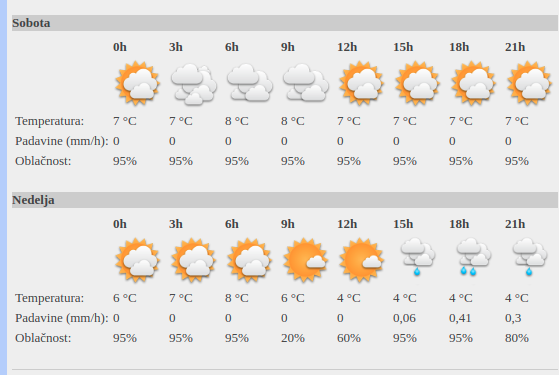 Sobota
0h 3h 6h 9h 12h 15h 18h 21h
Temperatura: 7 °C 7 °C 8 °C 8 °C 7 °C 7 °C 7 °C 7 °C
Padavine (mm/h): 0 0 0 0 0 0 0 0
Oblačnost: 95% 95% 95% 95% 95% 95% 95% 95%
Nedelja
0h 3h 6h 9h 12h 15h 18h 21h
Temperatura: 6 °C 7 °C 8 °C 6 °C 4 °C 4 °C 4 °C 4 °C
Padavine (mm/h): 0 0 0 0 0 0,06 0,41 0,3
Oblačnost: 95% 95% 95% 20% 60% 95% 95% 80%